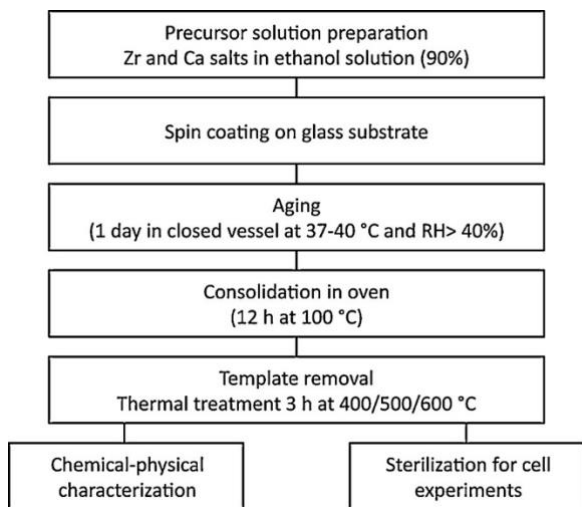 Precursor solution preparation
Zr and Ca salts in ethanol solution (90%)
Spin coating on glass substrate
Aging
(1 day in closed vessel at 37-40 °C and RH> 40%)
Consolidation in oven
(12 h at 100 °C)
Template removal
Thermal treatment 3 h at 400/500/600 °C
Chemical-physical
characterization
Sterilization for cell
experiments